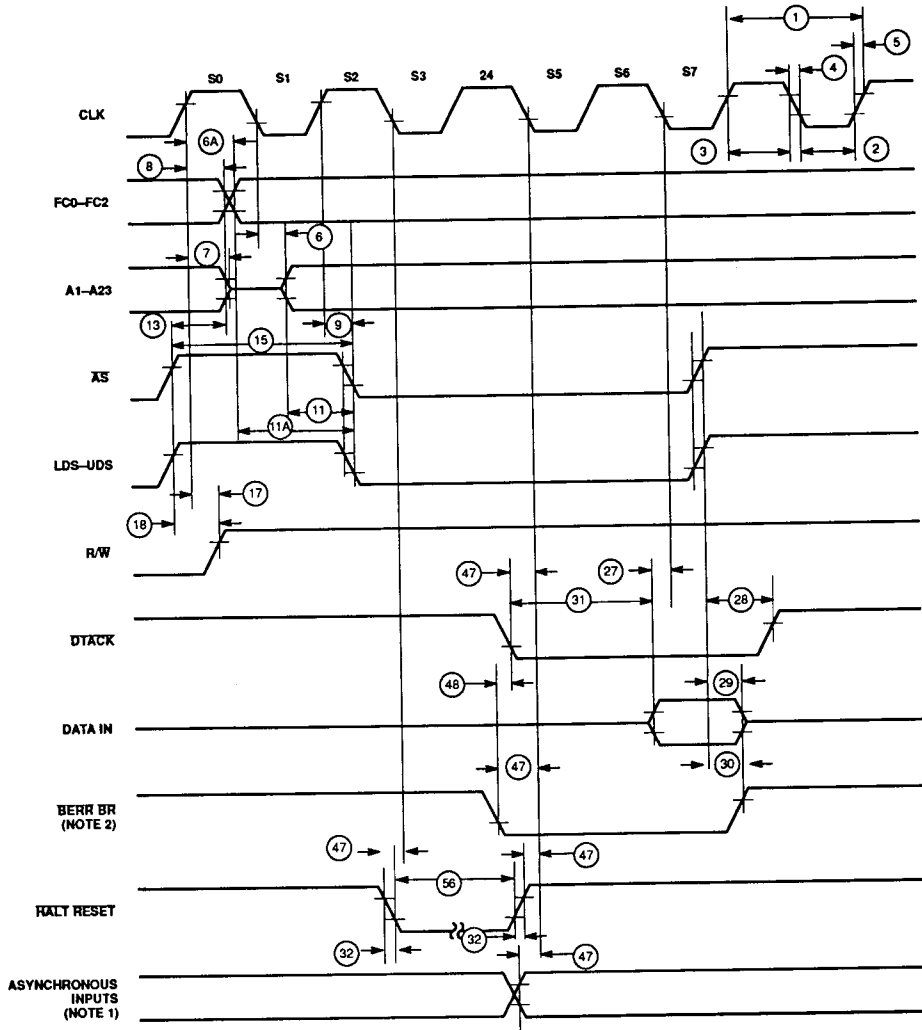 1
5
4
S0 S1 S2 S3 24 S5 S6 S7
CLK
6A
3
2
8
FC0–FC2
6
7
A1–A23
13
9
15
AS
11
11A
LDS–UDS
17
18
R/W
47
27
31
28
DTACK
48
29
DATA IN
47
30
BERR BR
(NOTE 2)
47
47
56
HALT RESET
32
32
47
ASYNCHRONOUS
INPUTS
(NOTE 1)